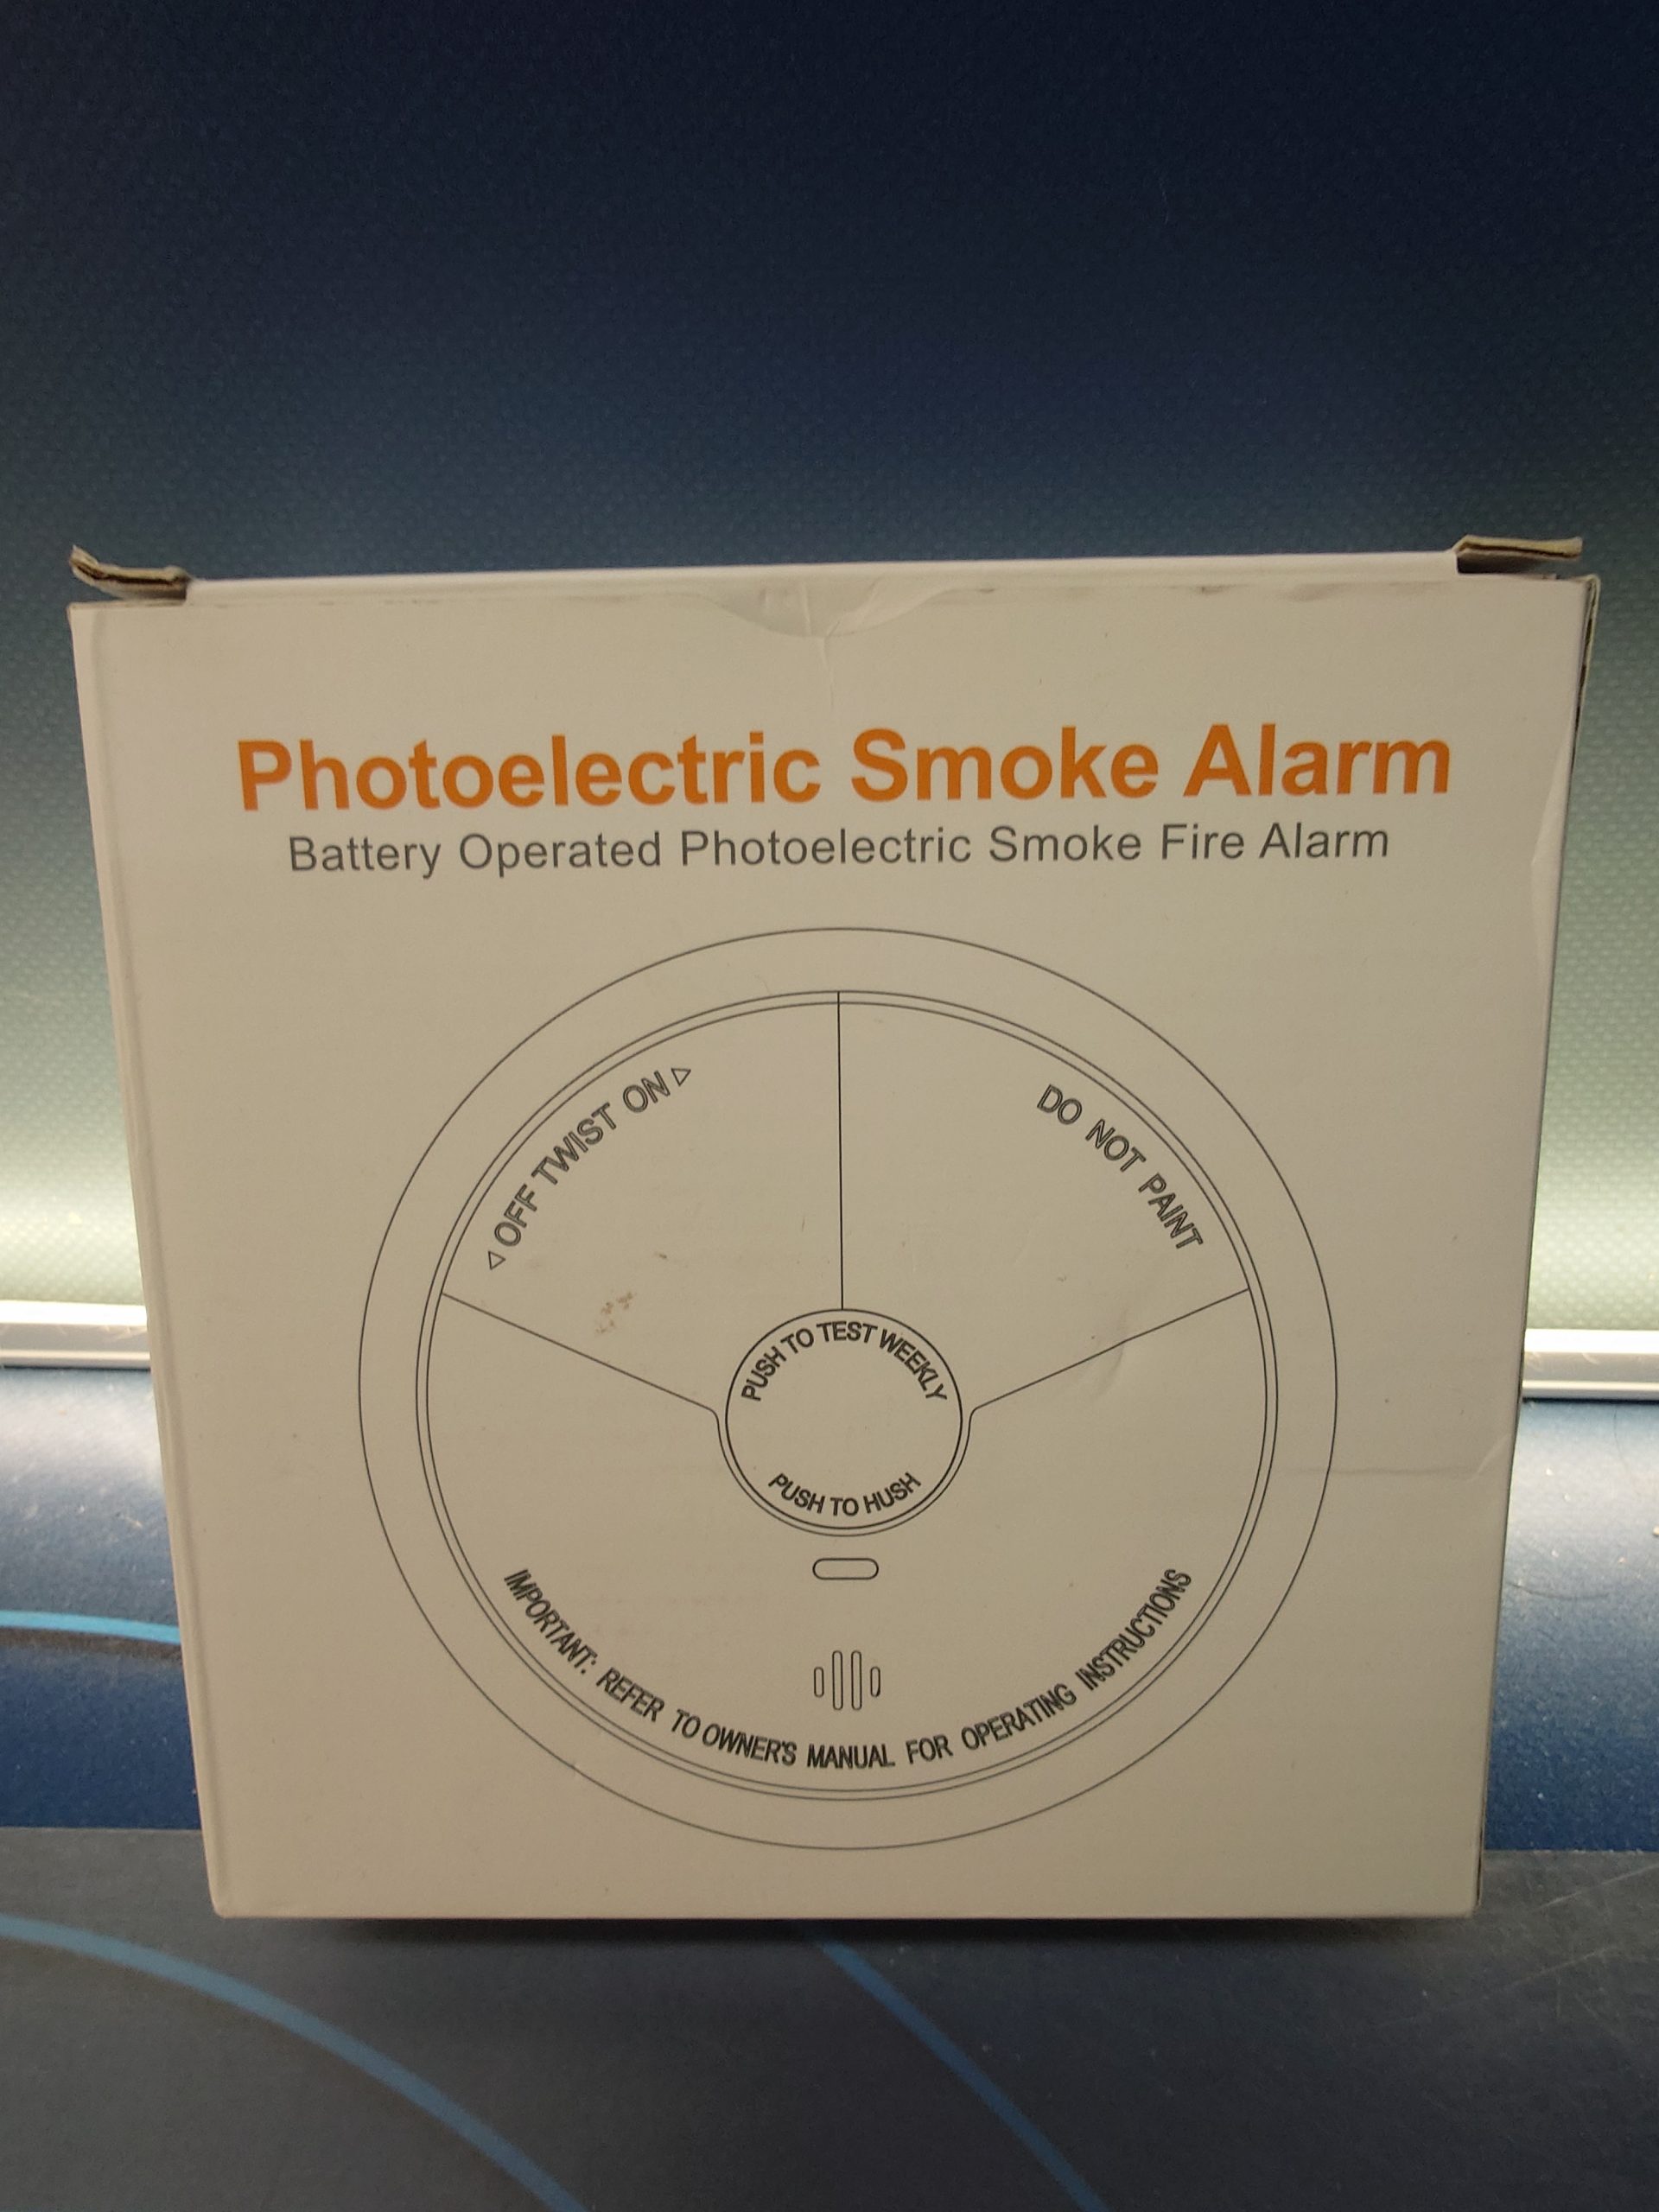 Photoelectric Smoke Alarm
Battery Operated Photoelectric Smoke Fire Alarm
OFF TWIST ON
DO NOT PAINT
PUSH TO TEST WEEKLY
PUSH TO HUSH
IMPORTANT: REFER TO OWNER'S MANUAL FOR OPERATING INSTRUCTIONS